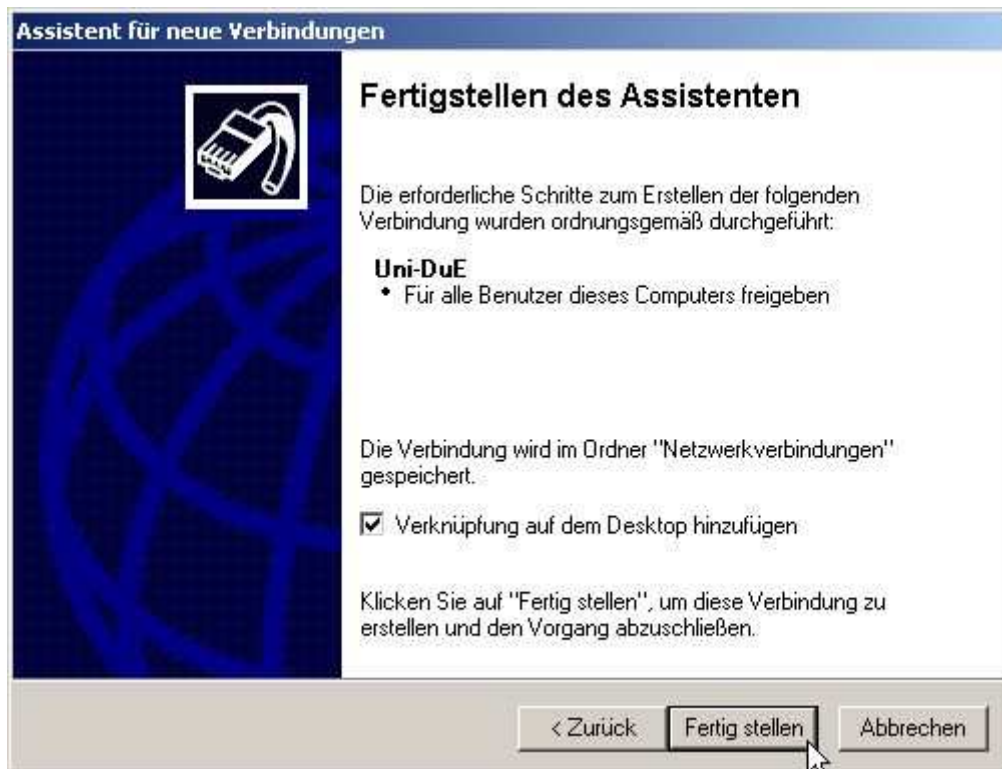 Assistent für neue Verbindungen
Fertigstellen des Assistenten
Die erforderliche Schritte zum Erstellen der folgenden
Verbindung wurden ordnungsgemäß durchgeführt:
Uni-DuE
• Für alle Benutzer dieses Computers freigeben
Die Verbindung wird im Ordner "Netzwerkverbindungen"
gespeichert.
Verknüpfung auf dem Desktop hinzufügen
Klicken Sie auf "Fertig stellen", um diese Verbindung zu
erstellen und den Vorgang abzuschließen.
< Zurück Fertig stellen Abbrechen